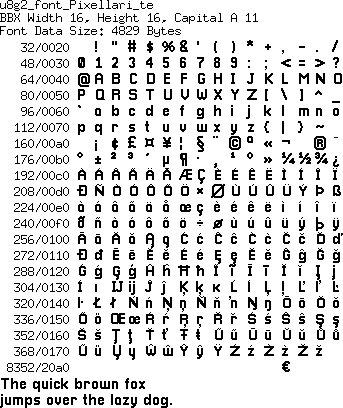 u8g2_font_Pixellari_te
BBX Width 16, Height 16, Capital A 11
Font Data Size: 4829 Bytes
32/0020 ! " # $ % & ' ( ) * + , - . /
48/0030 0 1 2 3 4 5 6 7 8 9 : ; < = > ?
64/0040 @ A B C D E F G H I J K L M N O
80/0050 P Q R S T U V W X Y Z [ \ ] ^ _
96/0060 ` a b c d e f g h i j k l m n o
112/0070 p q r s t u v w x y z { | } ~
160/00a0 ¡ ¢ £ ¤ ¥ ¦ § ¨ © ª « ¬ ® ¯
176/00b0 ° ± ² ³ ´ µ ¶ · ¸ ¹ º » ¼ ½ ¾ ¿
192/00c0 À Á Â Ã Ä Å Æ Ç È É Ê Ë Ì Í Î Ï
208/00d0 Ð Ñ Ò Ó Ô Õ Ö × Ø Ù Ú Û Ü Ý Þ ß
224/00e0 à á â ã ä å æ ç è é ê ë ì í î ï
240/00f0 ð ñ ò ó ô õ ö ÷ ø ù ú û ü ý þ ÿ
256/0100 Ā ā Ă ă Ą ą Ć ć Ĉ ĉ Ċ ċ Č č Ď ď
272/0110 Đ đ Ē ē Ĕ ĕ Ė ė Ę ę Ě ě Ĝ ĝ Ğ ğ
288/0120 Ġ ġ Ģ ģ Ĥ ĥ Ħ ħ Ĩ ĩ Ī ī Ĭ ĭ Į į
304/0130 İ ı Ĳ ĳ Ĵ ĵ Ķ ķ ĸ Ĺ ĺ Ļ ļ Ľ ľ Ŀ
320/0140 ŀ Ł ł Ń ń Ņ ņ Ň ň ŉ Ŋ ŋ Ō ō Ŏ ŏ
336/0150 Ő ő Œ œ Ŕ ŕ Ŗ ŗ Ř ř Ś ś Ŝ ŝ Ş ş
352/0160 Š š Ţ ţ Ť ť Ŧ ŧ Ũ ũ Ū ū Ŭ ŭ Ů ů
368/0170 Ű ű Ų ų Ŵ ŵ Ŷ ŷ Ÿ Ź ź Ż ż Ž ž
8352/20a0 €
The quick brown fox
jumps over the lazy dog.